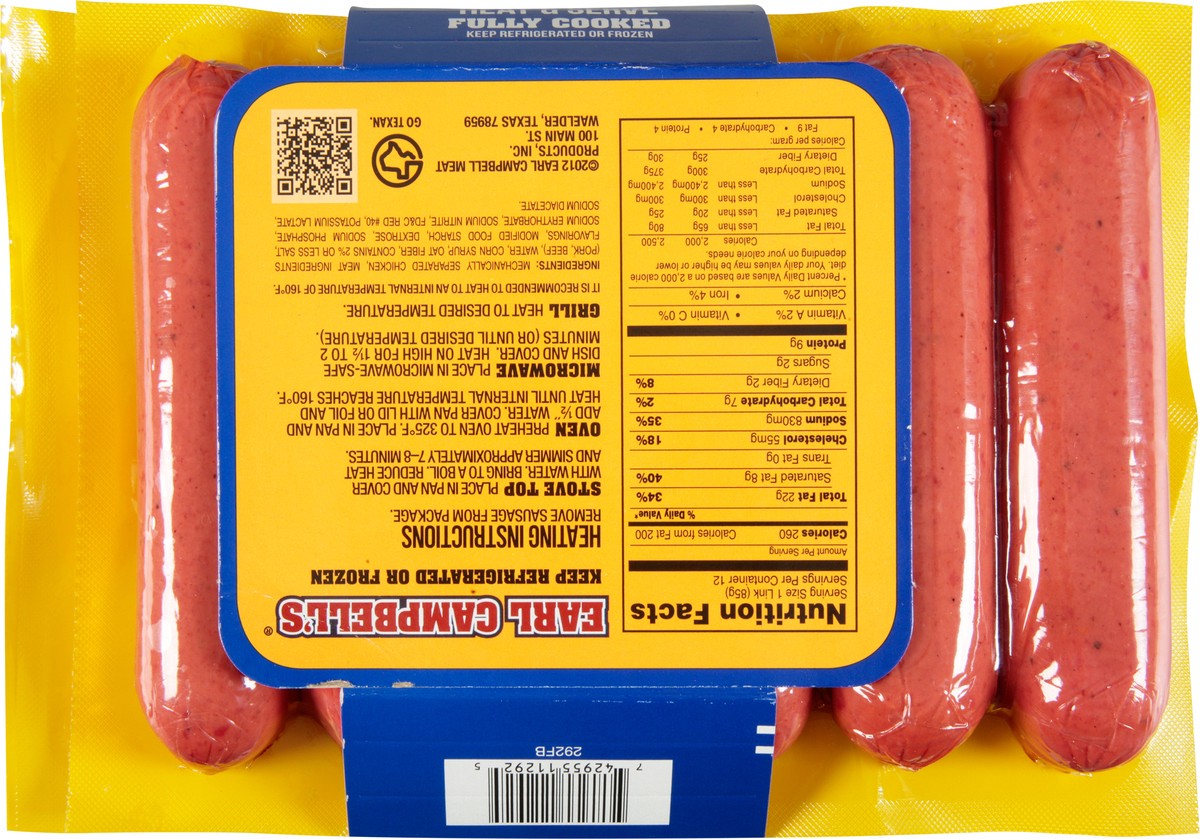 HEAT & SERVE
FULLY COOKED
KEEP REFRIGERATED OR FROZEN
Nutrition Facts
Serving Size 1 Link (85g)
Servings Per Container 12
Amount Per Serving
Calories 260 Calories from Fat 200
% Daily Value*
Total Fat 22g 34%
Saturated Fat 8g 40%
Trans Fat 0g
Cholesterol 55mg 18%
Sodium 830mg 35%
Total Carbohydrate 7g 2%
Dietary Fiber 2g 8%
Sugars 2g
Protein 9g
Vitamin A 2% • Vitamin C 0%
Calcium 2% • Iron 4%
* Percent Daily Values are based on a 2,000 calorie
diet. Your daily values may be higher or lower
depending on your calorie needs.
Calories 2,000 2,500
Total Fat Less than 65g 80g
Saturated Fat Less than 20g 25g
Cholesterol Less than 300mg 300mg
Sodium Less than 2,400mg 2,400mg
Total Carbohydrate 300g 375g
Dietary Fiber 25g 30g
Calories per gram:
Fat 9 • Carbohydrate 4 • Protein 4
EARL CAMPBELL'S®
KEEP REFRIGERATED OR FROZEN
HEATING INSTRUCTIONS
REMOVE SAUSAGE FROM PACKAGE.
STOVE TOP PLACE IN PAN AND COVER
WITH WATER. BRING TO A BOIL. REDUCE HEAT
AND SIMMER APPROXIMATELY 7–8 MINUTES.
OVEN PREHEAT OVEN TO 325°F. PLACE IN PAN AND
ADD ½" WATER. COVER PAN WITH LID OR FOIL AND
HEAT UNTIL INTERNAL TEMPERATURE REACHES 160°F.
MICROWAVE PLACE IN MICROWAVE-SAFE
DISH AND COVER. HEAT ON HIGH FOR 1½ TO 2
MINUTES (OR UNTIL DESIRED TEMPERATURE).
GRILL HEAT TO DESIRED TEMPERATURE.
IT IS RECOMMENDED TO HEAT TO AN INTERNAL TEMPERATURE OF 160°F.
INGREDIENTS: MECHANICALLY SEPARATED CHICKEN, MEAT INGREDIENTS
(PORK, BEEF), WATER, CORN SYRUP, OAT FIBER, CONTAINS 2% OR LESS SALT,
FLAVORINGS, MODIFIED FOOD STARCH, DEXTROSE, SODIUM PHOSPHATE,
SODIUM ERYTHORBATE, SODIUM NITRITE, FD&C RED #40, POTASSIUM LACTATE,
SODIUM DIACETATE.
©2012 EARL CAMPBELL MEAT
PRODUCTS, INC.
100 MAIN ST.
WAELDER, TEXAS 78959
GO TEXAN.
292FB
7 42955 11292 5